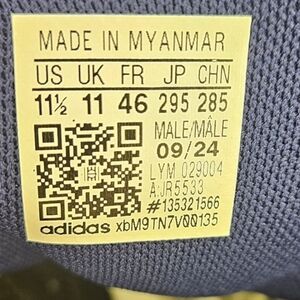 MADE IN MYANMAR
US UK FR JP CHN
11½ 11 46 295 285
MALE/MÂLE
09/24
LYM 029004
A:JR5533
#135321566
adidas xbM9TN7V00135